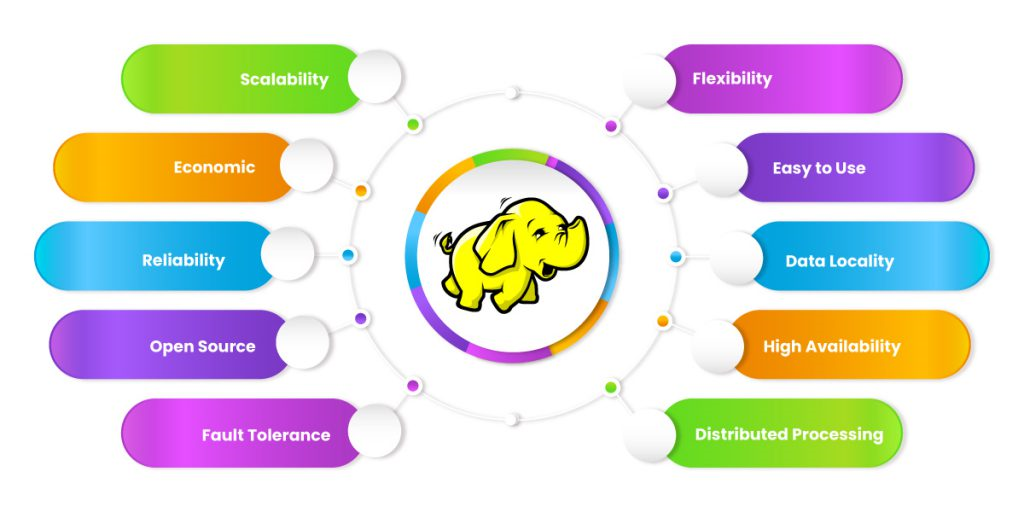 Scalability
Economic
Reliability
Open Source
Fault Tolerance
Flexibility
Easy to Use
Data Locality
High Availability
Distributed Processing